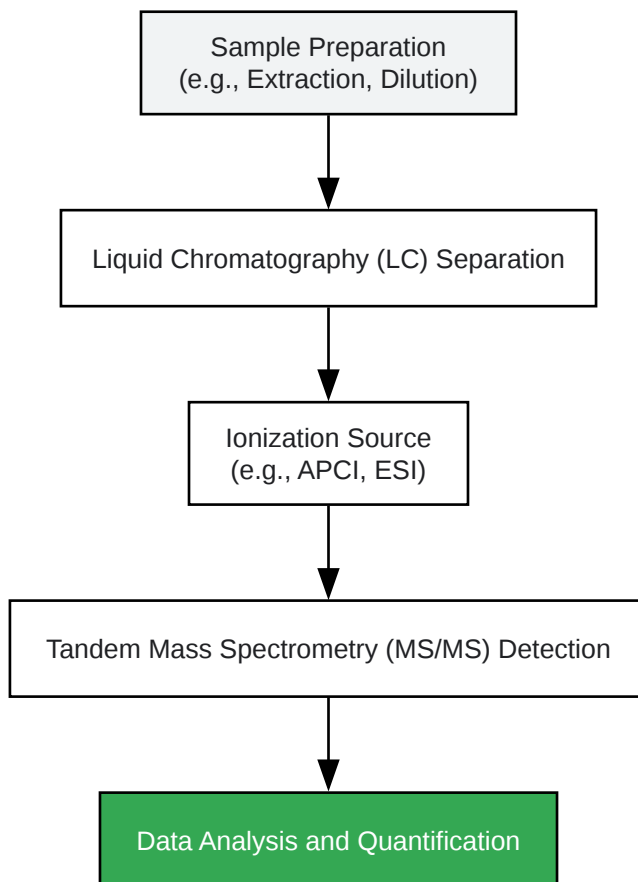 Sample Preparation
(e.g., Extraction, Dilution)
Liquid Chromatography (LC) Separation
Ionization Source
(e.g., APCI, ESI)
Tandem Mass Spectrometry (MS/MS) Detection
Data Analysis and Quantification